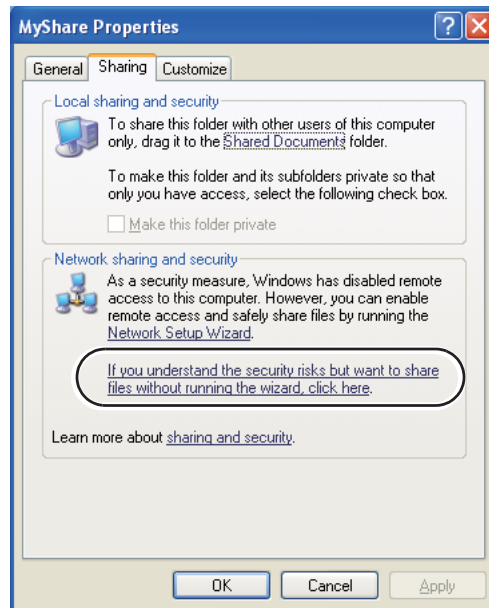 MyShare Properties
General Sharing Customize
Local sharing and security
To share this folder with other users of this computer
only, drag it to the Shared Documents folder.
To make this folder and its subfolders private so that
only you have access, select the following check box.
Make this folder private
Network sharing and security
As a security measure, Windows has disabled remote
access to this computer. However, you can enable
remote access and safely share files by running the
Network Setup Wizard.
If you understand the security risks but want to share
files without running the wizard, click here.
Learn more about sharing and security.
OK Cancel Apply